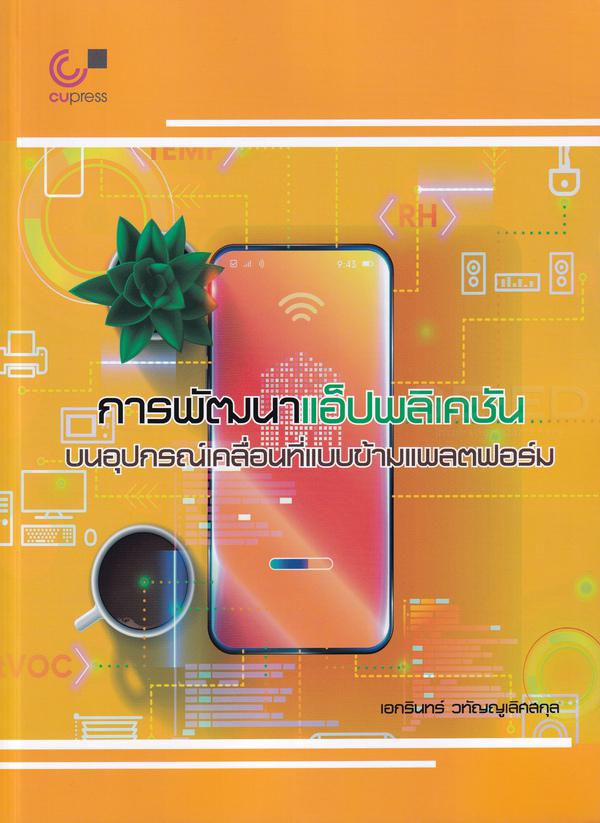 cupress
TEMP
RH
9:43
การพัฒนาแอ็ปพลิเคชัน
บนอุปกรณ์เคลื่อนที่แบบข้ามแพลตฟอร์ม
RVOC
เอกรินทร์ วทัญญูเลิศสกุล